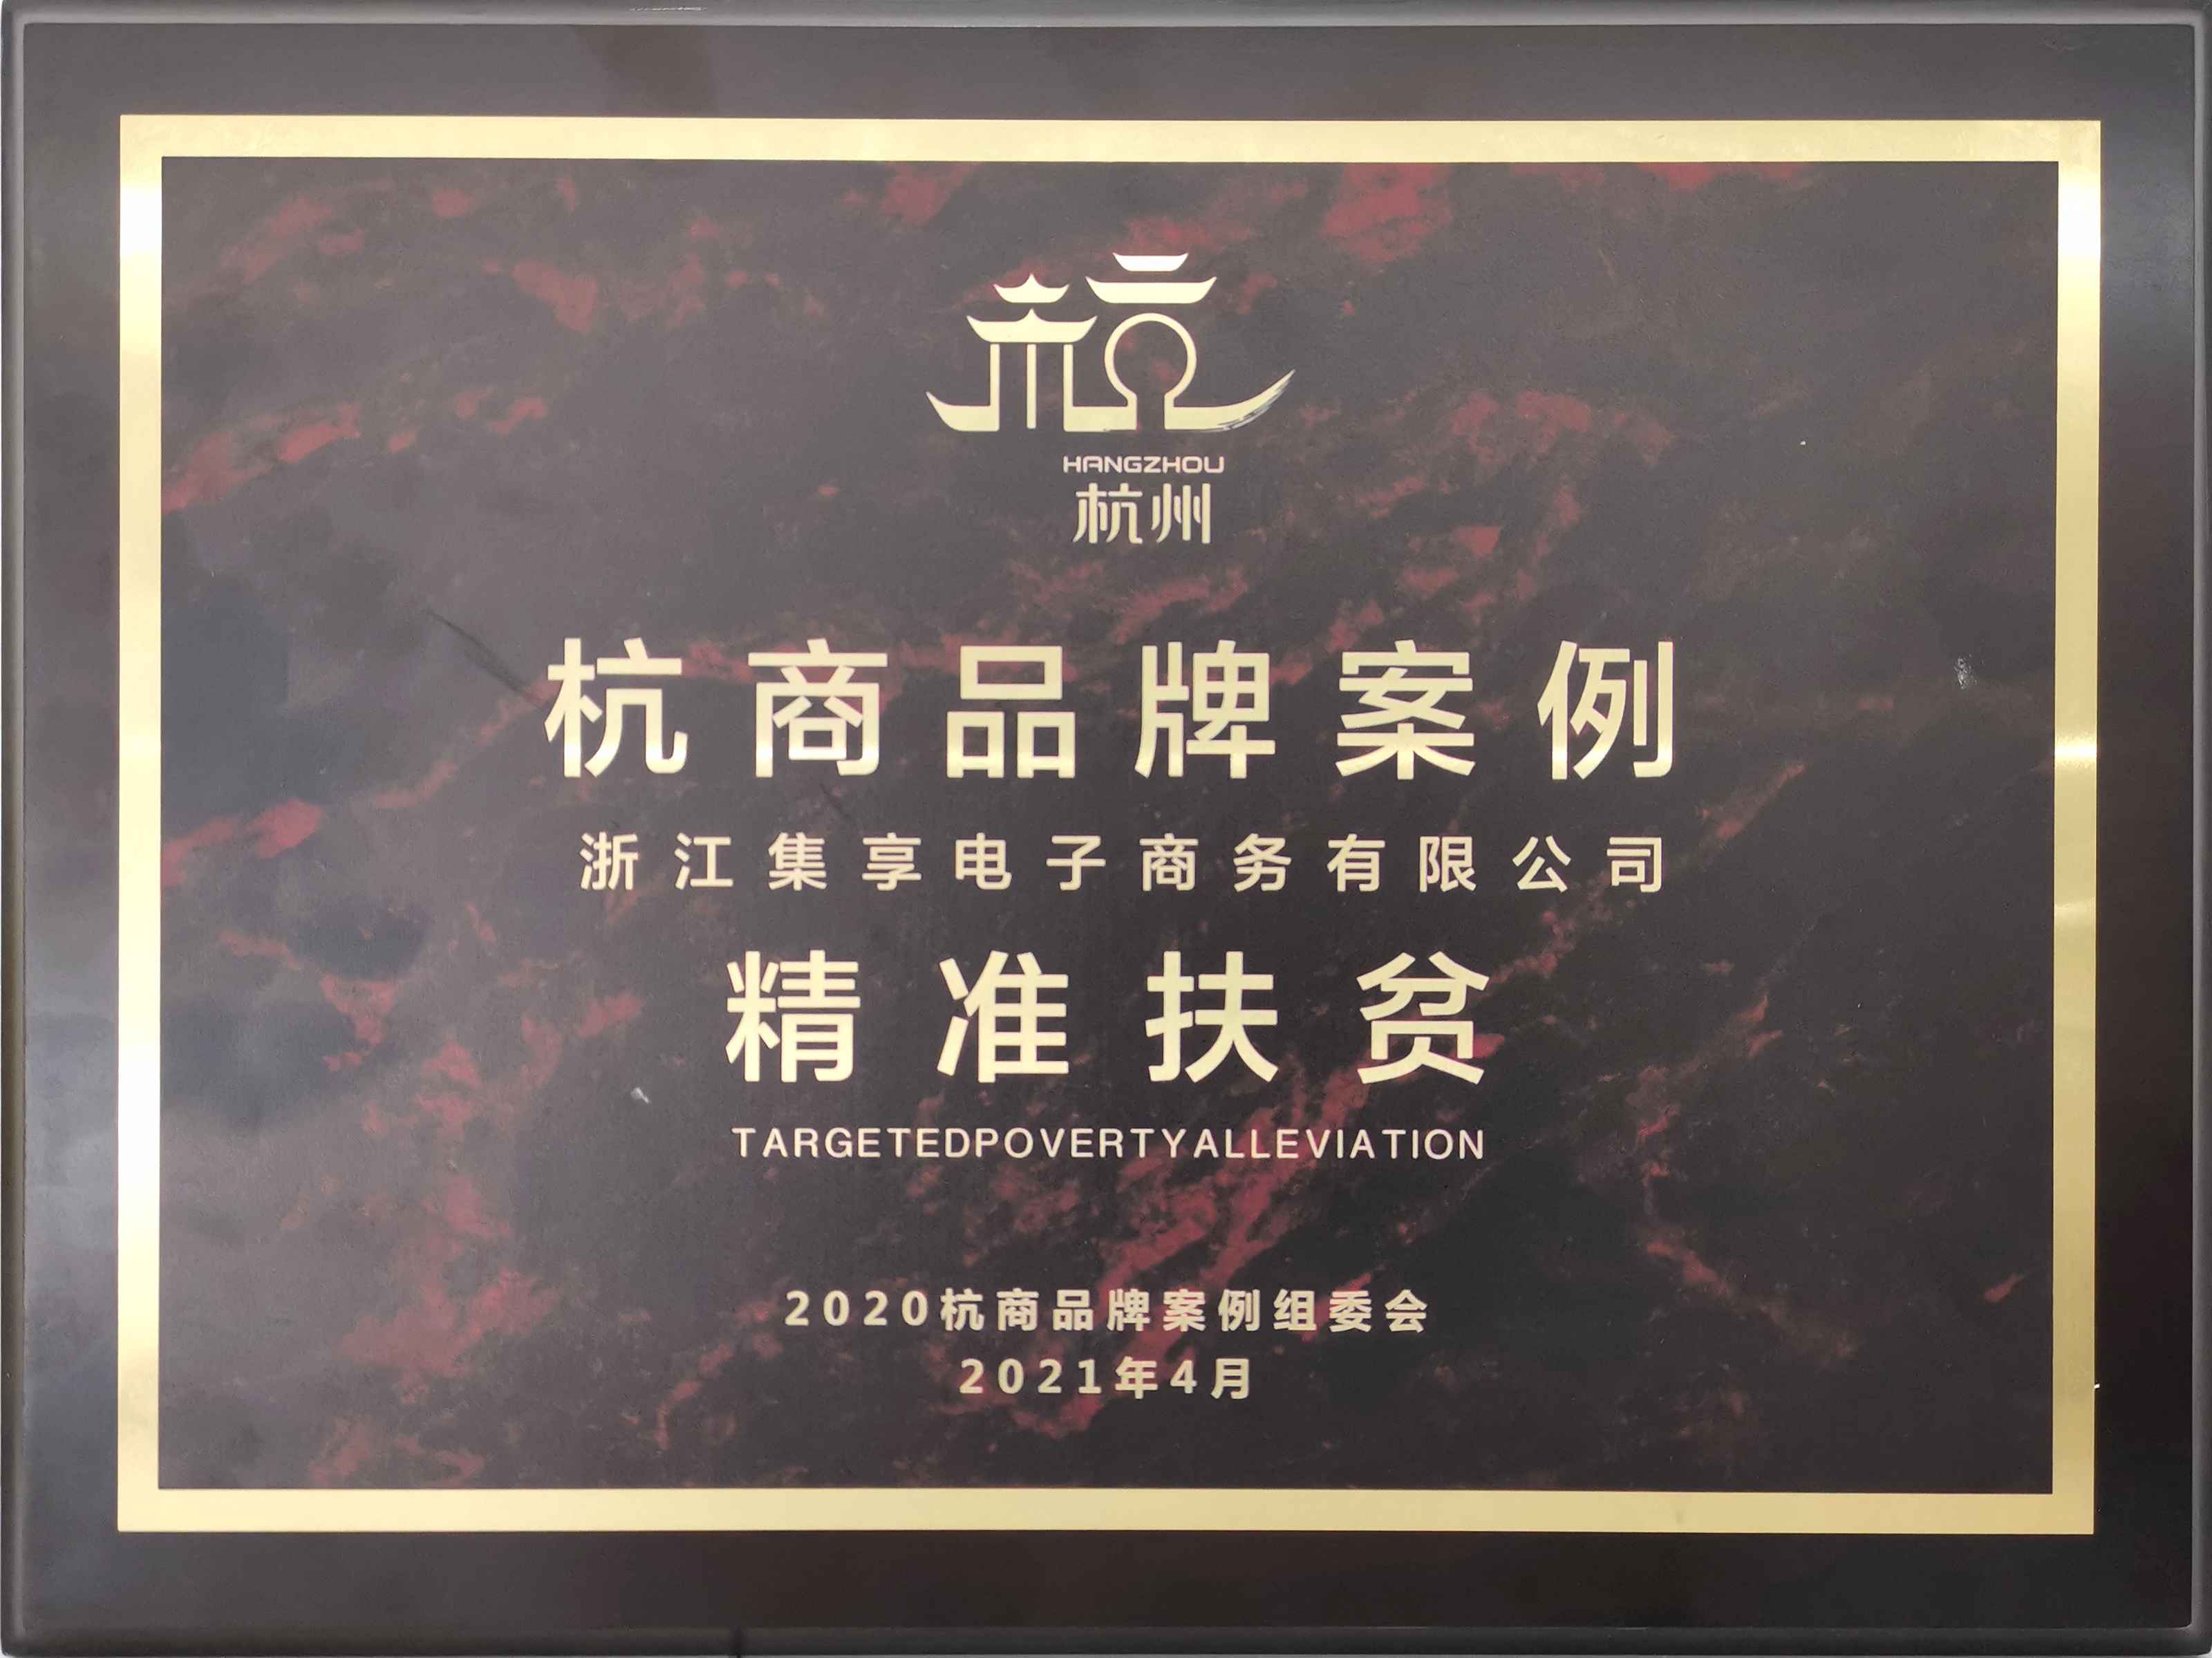 HANGZHOU
杭州
杭商品牌案例
浙江集享电子商务有限公司
精准扶贫
TARGETEDPOVERTYALLEVIATION
2020杭商品牌案例组委会
2021年4月